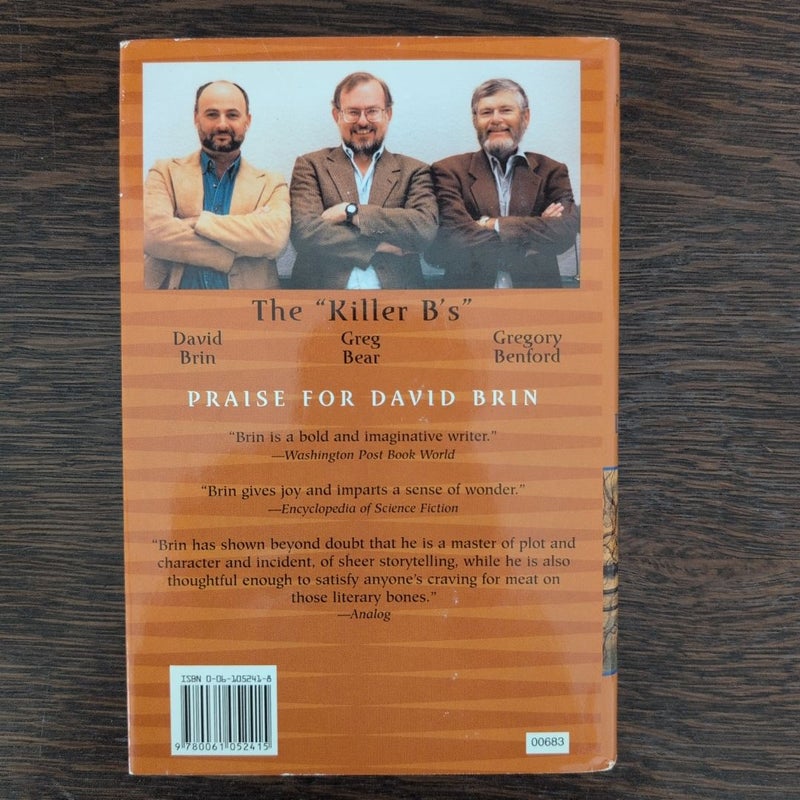 The "Killer B's"
David Brin
Greg Bear
Gregory Benford
PRAISE FOR DAVID BRIN
"Brin is a bold and imaginative writer."
—Washington Post Book World
"Brin gives joy and imparts a sense of wonder."
—Encyclopedia of Science Fiction
"Brin has shown beyond doubt that he is a master of plot and
character and incident, of sheer storytelling, while he is also
thoughtful enough to satisfy anyone's craving for meat on
those literary bones."
—Analog
ISBN 0-06-105241-8
9 780061 052415
00683